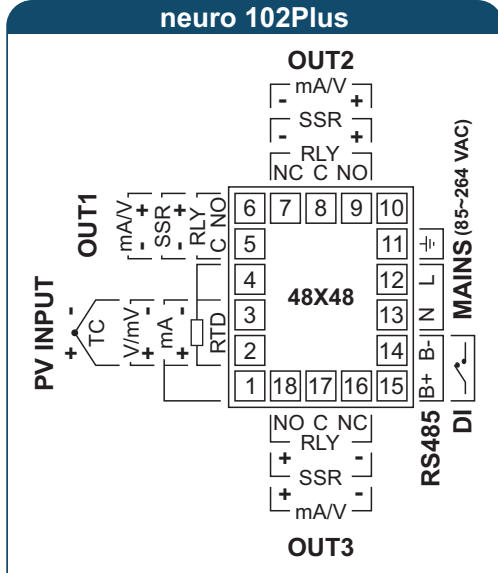 neuro 102Plus
OUT2
- mA/V +
- SSR +
RLY
NC C NO
OUT1
mA/V - +
SSR - +
RLY
C NO
6 7 8 9 10
5 11
4 12
3 13
2 14
1 18 17 16 15
48X48
MAINS (85~264 VAC)
L
N
PV INPUT
+ TC -
V/mV + -
mA + -
RTD
B-
B+
RS485
DI
NO C NC
RLY
+ SSR -
+ mA/V -
OUT3